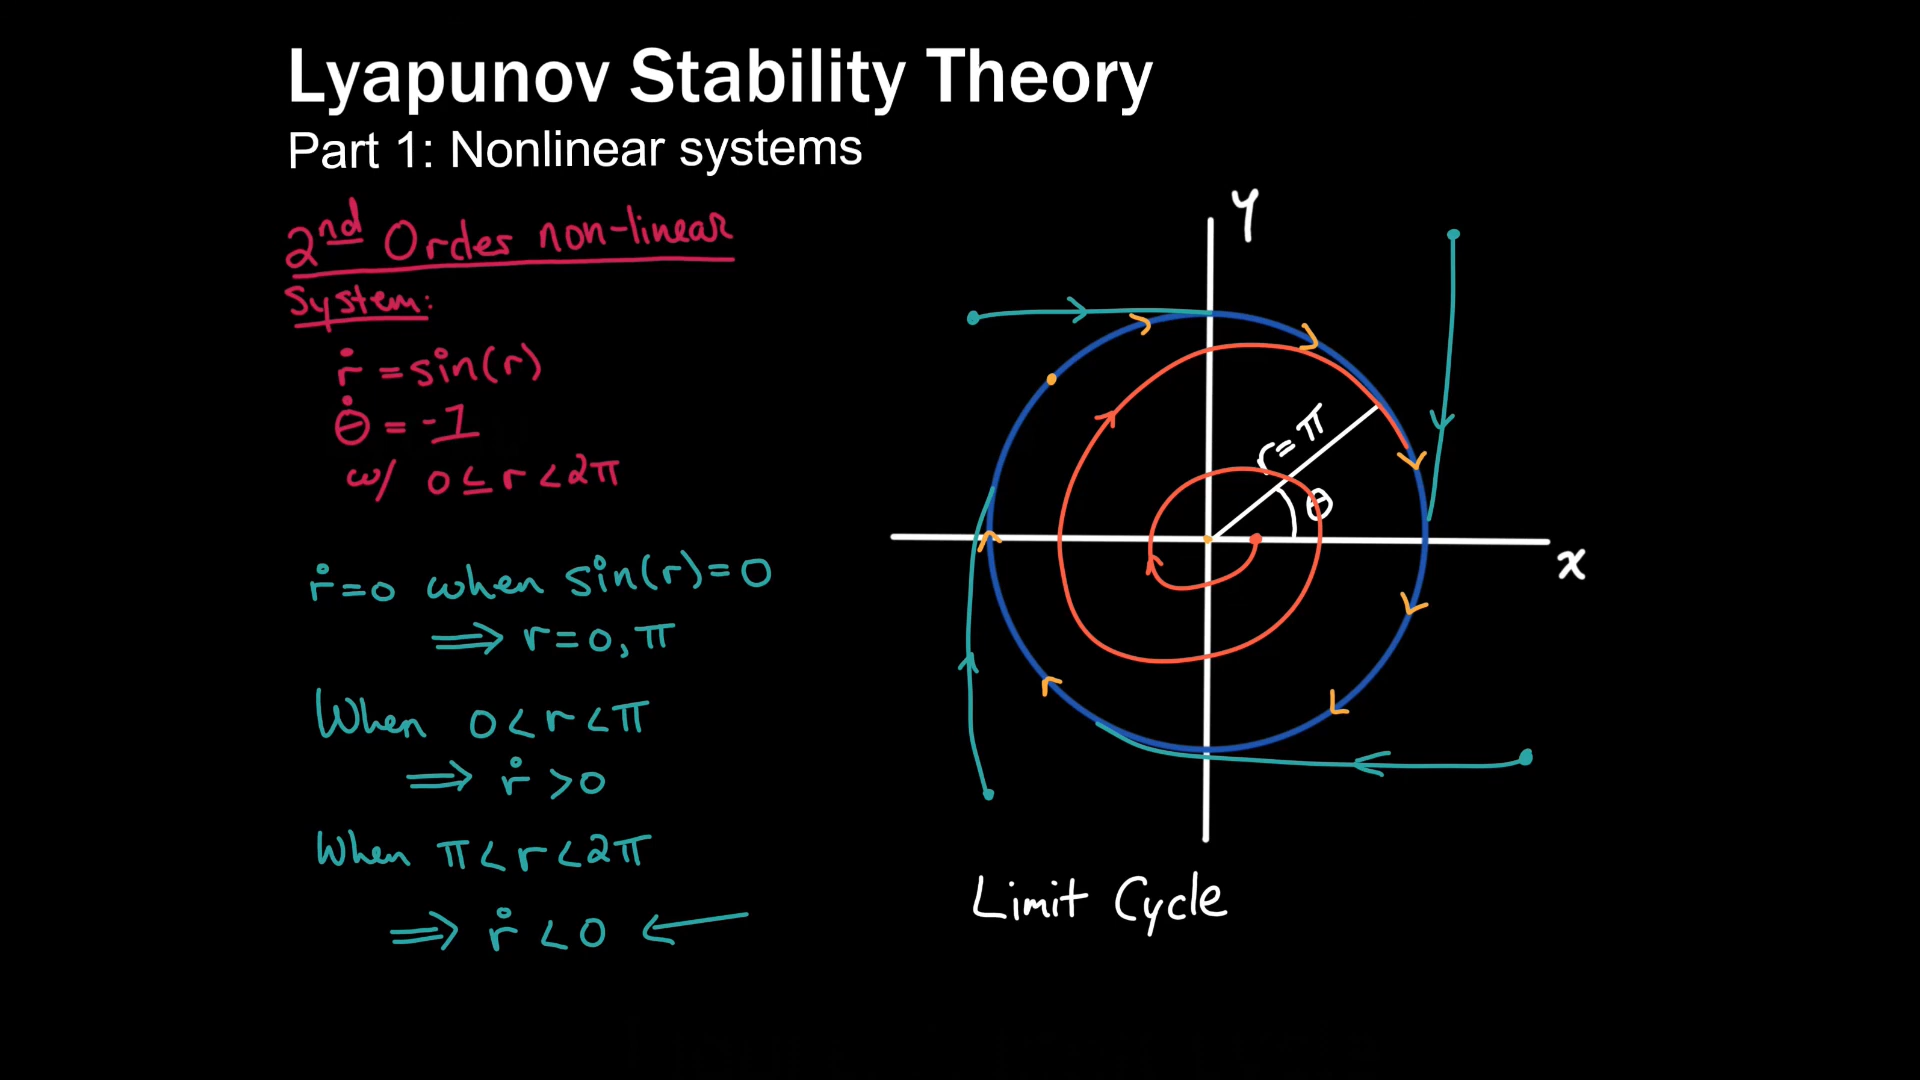 Lyapunov Stability Theory
Part 1: Nonlinear systems
2nd Order non-linear
System:
ṙ = sin(r)
θ̇ = -1
w/ 0 ≤ r < 2π
ṙ = 0 when sin(r) = 0
⟹ r = 0, π
When 0 < r < π
⟹ ṙ > 0
When π < r < 2π
⟹ ṙ < 0 ←
y
r = π
θ
x
Limit Cycle